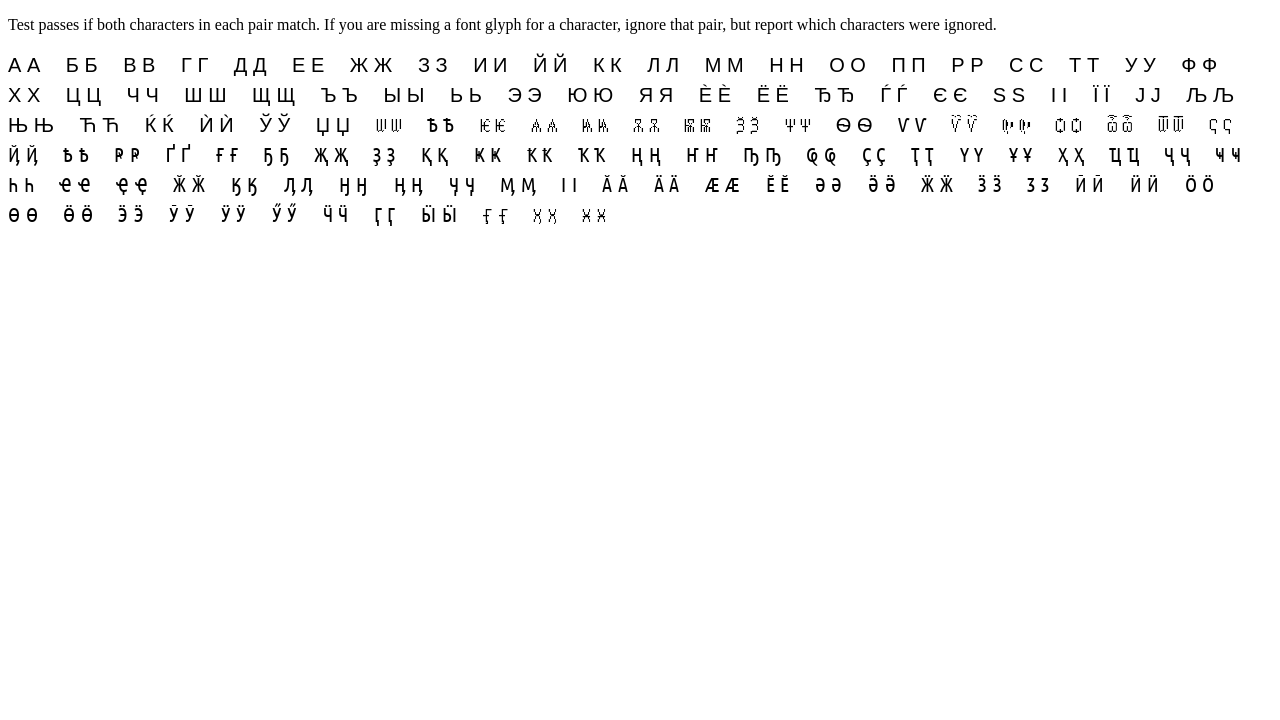 Test passes if both characters in each pair match. If you are missing a font glyph for a character, ignore that pair, but report which characters were ignored.
А А Б Б В В Г Г Д Д Е Е Ж Ж З З И И Й Й К К Л Л М М Н Н О О П П Р Р С С Т Т У У Ф Ф
Х Х Ц Ц Ч Ч Ш Ш Щ Щ Ъ Ъ Ы Ы Ь Ь Э Э Ю Ю Я Я Ѐ Ѐ Ё Ё Ђ Ђ Ѓ Ѓ Є Є Ѕ Ѕ І І Ї Ї Ј Ј Љ Љ
Њ Њ Ћ Ћ Ќ Ќ Ѝ Ѝ Ў Ў Џ Џ Ѡ Ѡ Ѣ Ѣ Ѥ Ѥ Ѧ Ѧ Ѩ Ѩ Ѫ Ѫ Ѭ Ѭ Ѯ Ѯ Ѱ Ѱ Ѳ Ѳ Ѵ Ѵ Ѷ Ѷ Ѹ Ѹ Ѻ Ѻ Ѽ Ѽ Ѿ Ѿ Ҁ Ҁ
Ҋ Ҋ Ҍ Ҍ Ҏ Ҏ Ґ Ґ Ғ Ғ Ҕ Ҕ Җ Җ Ҙ Ҙ Қ Қ Ҝ Ҝ Ҟ Ҟ Ҡ Ҡ Ң Ң Ҥ Ҥ Ҧ Ҧ Ҩ Ҩ Ҫ Ҫ Ҭ Ҭ Ү Ү Ұ Ұ Ҳ Ҳ Ҵ Ҵ Ҷ Ҷ Ҹ Ҹ
Һ Һ Ҽ Ҽ Ҿ Ҿ Ӂ Ӂ Ӄ Ӄ Ӆ Ӆ Ӈ Ӈ Ӊ Ӊ Ӌ Ӌ Ӎ Ӎ Ӏ Ӏ Ӑ Ӑ Ӓ Ӓ Ӕ Ӕ Ӗ Ӗ Ә Ә Ӛ Ӛ Ӝ Ӝ Ӟ Ӟ Ӡ Ӡ Ӣ Ӣ Ӥ Ӥ Ӧ Ӧ
Ө Ө Ӫ Ӫ Ӭ Ӭ Ӯ Ӯ Ӱ Ӱ Ӳ Ӳ Ӵ Ӵ Ӷ Ӷ Ӹ Ӹ Ӻ Ӻ Ӽ Ӽ Ӿ Ӿ